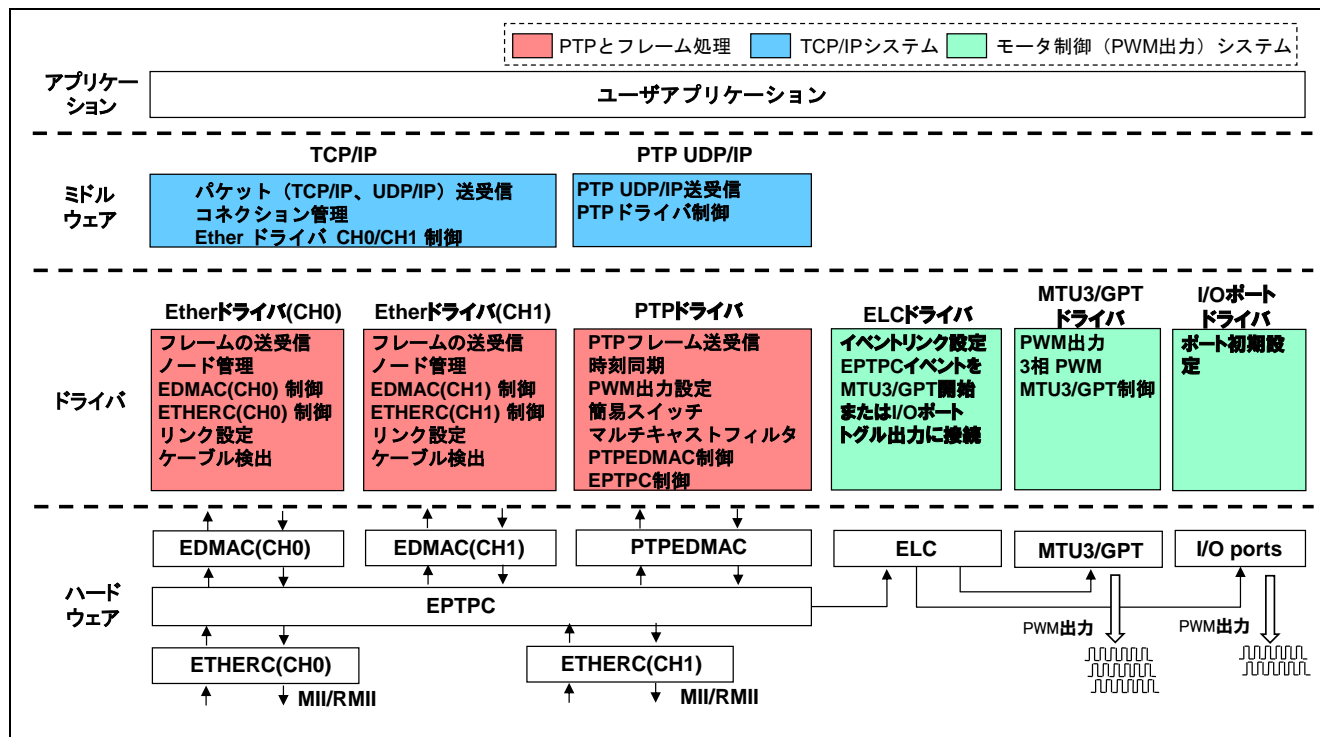 PTPとフレーム処理
TCP/IPシステム
モータ制御（PWM出力）システム
アプリケー
ション
ユーザアプリケーション
TCP/IP
PTP UDP/IP
ミドル
ウェア
パケット（TCP/IP、UDP/IP）送受信
コネクション管理
Ether ドライバ CH0/CH1 制御
PTP UDP/IP送受信
PTPドライバ制御
ドライバ
Etherドライバ(CH0)
フレームの送受信
ノード管理
EDMAC(CH0) 制御
ETHERC(CH0) 制御
リンク設定
ケーブル検出
Etherドライバ(CH1)
フレームの送受信
ノード管理
EDMAC(CH1) 制御
ETHERC(CH1) 制御
リンク設定
ケーブル検出
PTPドライバ
PTPフレーム送受信
時刻同期
PWM出力設定
簡易スイッチ
マルチキャストフィルタ
PTPEDMAC制御
EPTPC制御
ELCドライバ
イベントリンク設定
EPTPCイベントを
MTU3/GPT開始
またはI/Oポート
トグル出力に接続
MTU3/GPT
ドライバ
PWM出力
3相 PWM
MTU3/GPT制御
I/Oポート
ドライバ
ポート初期設
定
ハード
ウェア
EDMAC(CH0)
EDMAC(CH1)
PTPEDMAC
ELC
MTU3/GPT
I/O ports
EPTPC
PWM出力
PWM出力
ETHERC(CH0)
ETHERC(CH1)
MII/RMII
MII/RMII